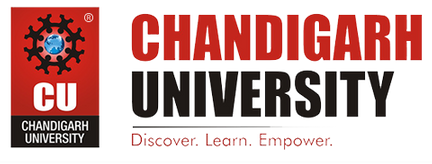 ®
CU
CHANDIGARH
UNIVERSITY
CHANDIGARH
UNIVERSITY
Discover. Learn. Empower.